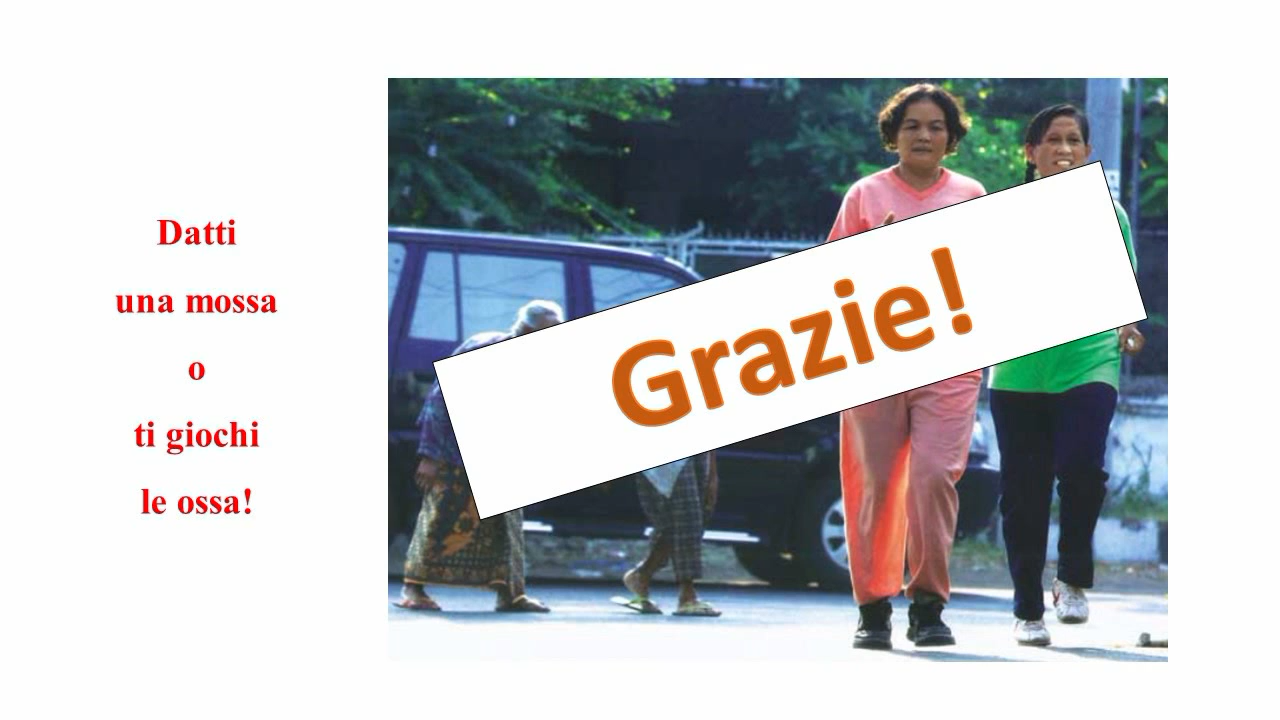 Datti
una mossa
o
ti giochi
le ossa!
Grazie!